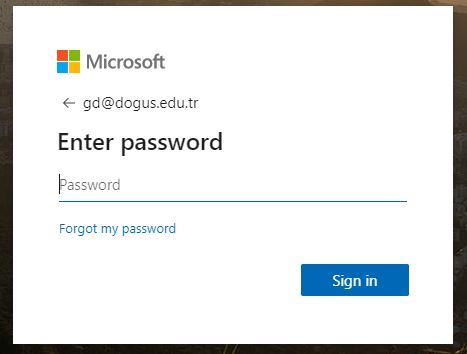 Microsoft
← gd@dogus.edu.tr
Enter password
Password
Forgot my password
Sign in